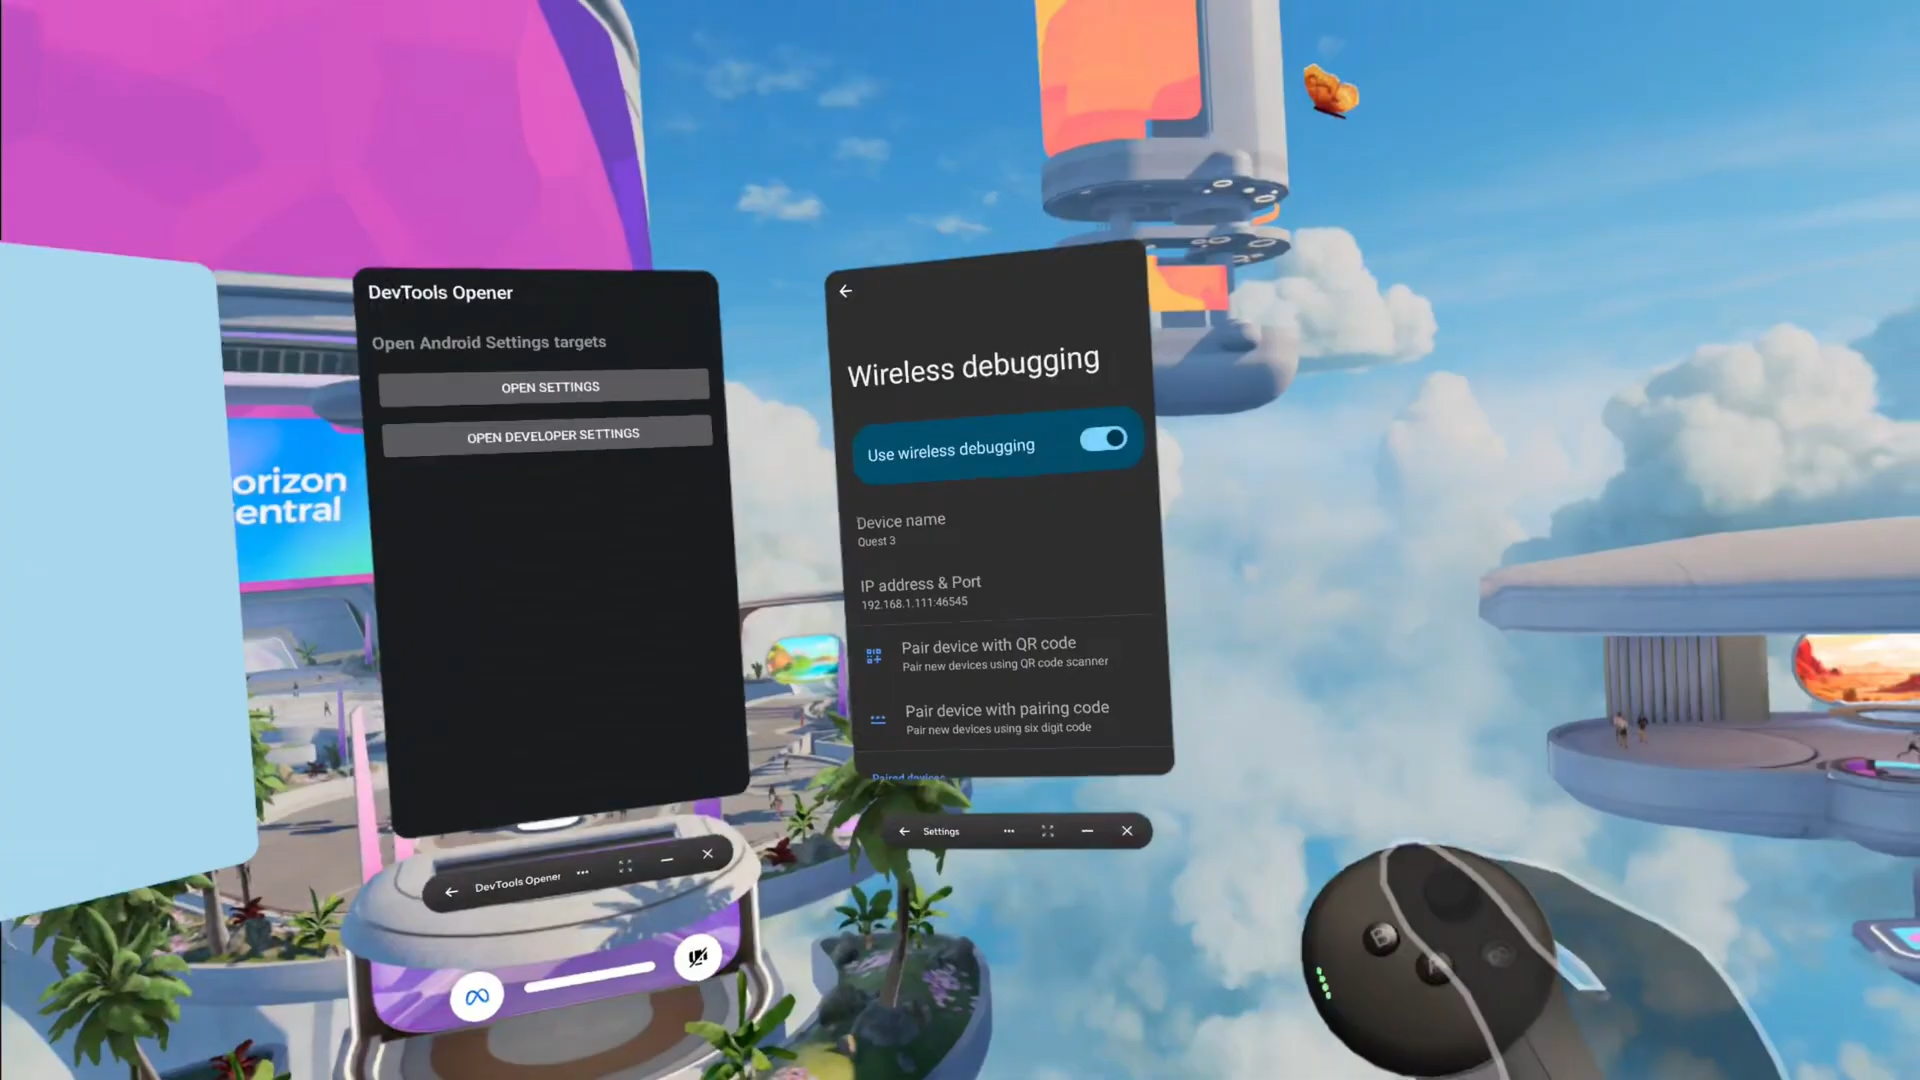 DevTools Opener
Open Android Settings targets
OPEN SETTINGS
OPEN DEVELOPER SETTINGS
DevTools Opener
orizon
entral
Wireless debugging
Use wireless debugging
Device name
Quest 3
IP address & Port
192.168.1.111:46545
Pair device with QR code
Pair new devices using QR code scanner
Pair device with pairing code
Pair new devices using six digit code
Paired devices
Settings
B